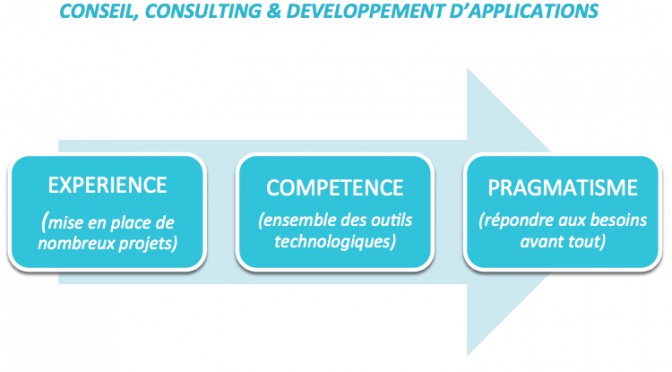 CONSEIL, CONSULTING & DEVELOPPEMENT D’APPLICATIONS
EXPERIENCE
(mise en place de
nombreux projets)
COMPETENCE
(ensemble des outils
technologiques)
PRAGMATISME
(répondre aux besoins
avant tout)